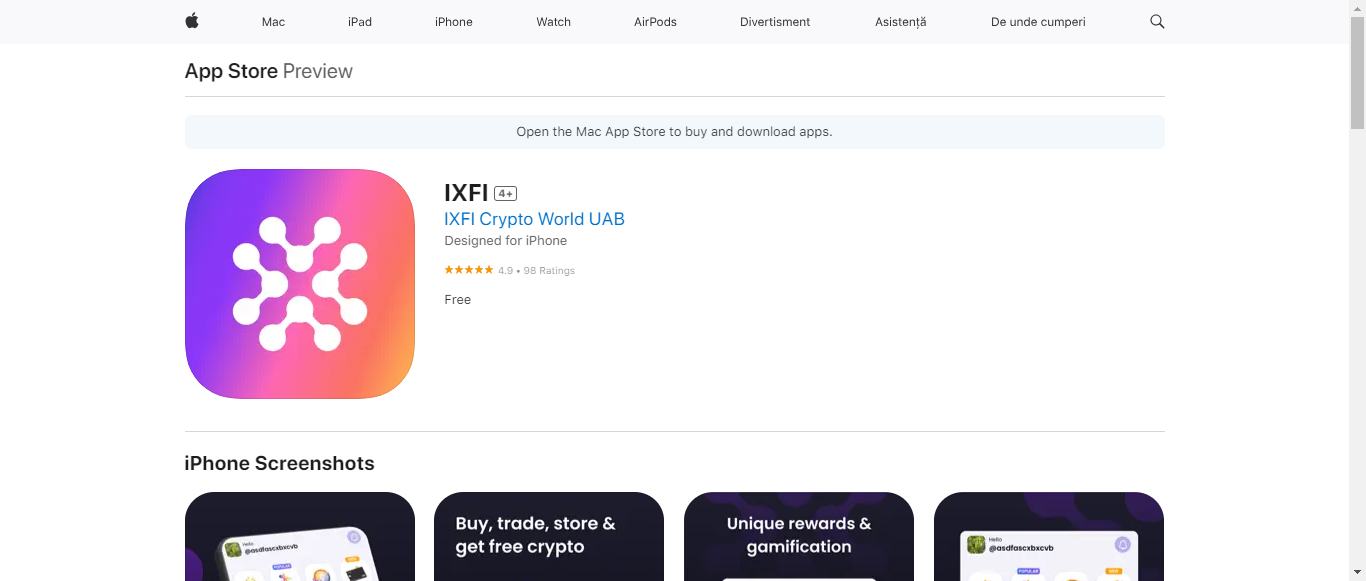 Mac iPad iPhone Watch AirPods Divertisment Asistență De unde cumperi
App Store Preview
Open the Mac App Store to buy and download apps.
IXFI 4+
IXFI Crypto World UAB
Designed for iPhone
4.9 • 98 Ratings
Free
iPhone Screenshots
Hello
@asdfascxbxcvb
POPULAR
NEW
Buy, trade, store &
get free crypto
Unique rewards &
gamification
Hello
@asdfascxbxcvb
POPULAR
NEW